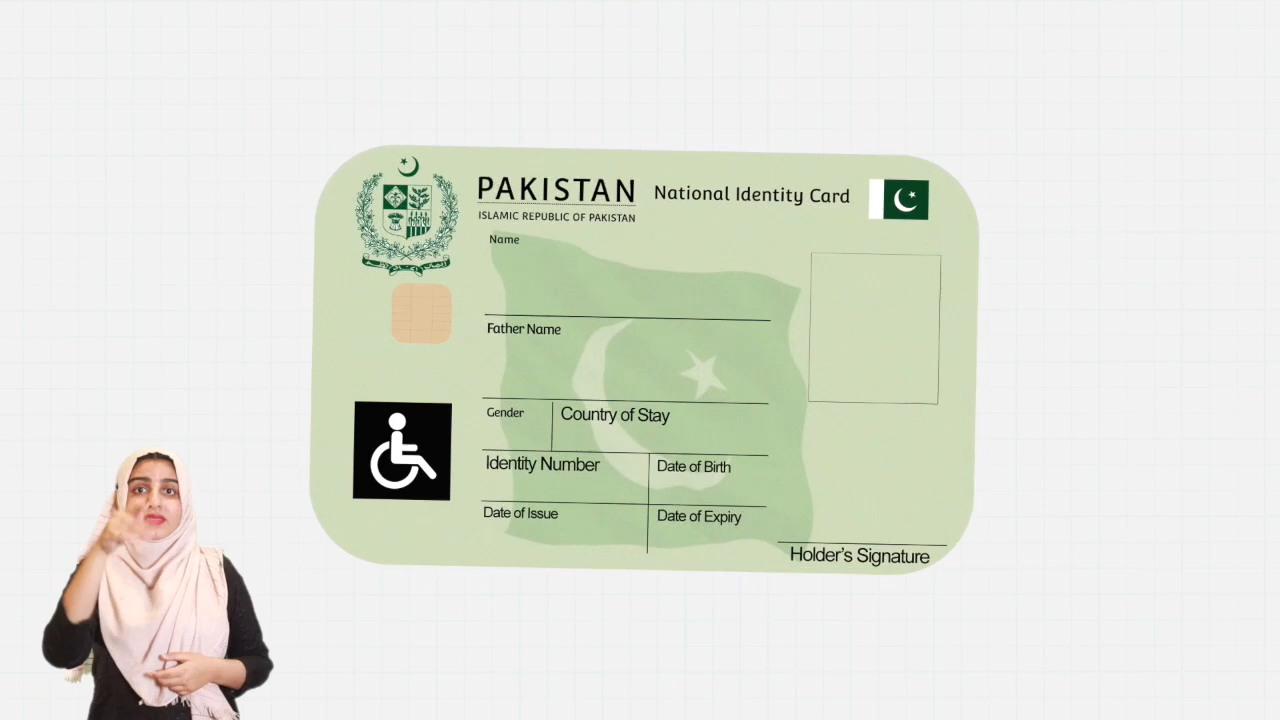 PAKISTAN National Identity Card
ISLAMIC REPUBLIC OF PAKISTAN
Name
Father Name
Gender
Country of Stay
Identity Number
Date of Birth
Date of Issue
Date of Expiry
Holder's Signature